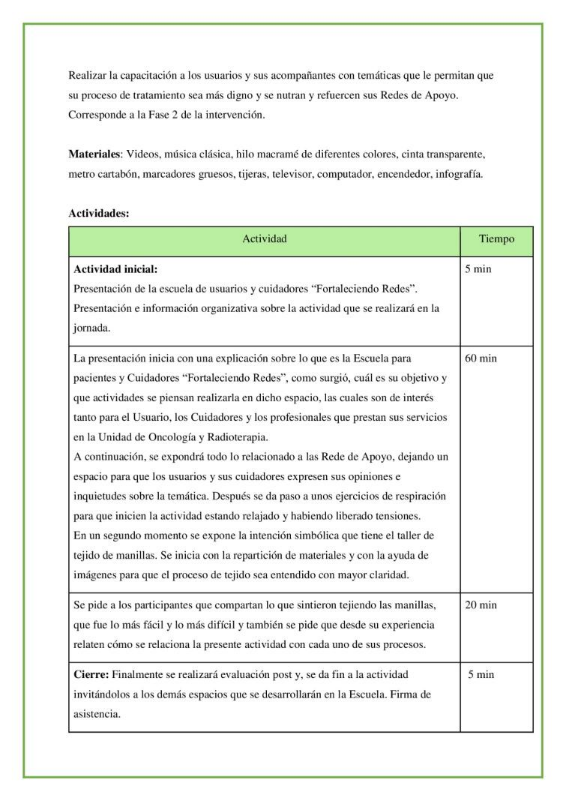 Realizar la capacitación a los usuarios y sus acompañantes con temáticas que le permitan que
su proceso de tratamiento sea más digno y se nutran y refuercen sus Redes de Apoyo.
Corresponde a la Fase 2 de la intervención.
Materiales: Videos, música clásica, hilo macramé de diferentes colores, cinta transparente,
metro cartabón, marcadores gruesos, tijeras, televisor, computador, encendedor, infografía.
Actividades:
Actividad Tiempo
Actividad inicial: 5 min
Presentación de la escuela de usuarios y cuidadores “Fortaleciendo Redes”.
Presentación e información organizativa sobre la actividad que se realizará en la
jornada.
La presentación inicia con una explicación sobre lo que es la Escuela para 60 min
pacientes y Cuidadores “Fortaleciendo Redes”, como surgió, cuál es su objetivo y
que actividades se piensan realizarla en dicho espacio, las cuales son de interés
tanto para el Usuario, los Cuidadores y los profesionales que prestan sus servicios
en la Unidad de Oncología y Radioterapia.
A continuación, se expondrá todo lo relacionado a las Rede de Apoyo, dejando un
espacio para que los usuarios y sus cuidadores expresen sus opiniones e
inquietudes sobre la temática. Después se da paso a unos ejercicios de respiración
para que inicien la actividad estando relajado y habiendo liberado tensiones.
En un segundo momento se expone la intención simbólica que tiene el taller de
tejido de manillas. Se inicia con la repartición de materiales y con la ayuda de
imágenes para que el proceso de tejido sea entendido con mayor claridad.
Se pide a los participantes que compartan lo que sintieron tejiendo las manillas, 20 min
que fue lo más fácil y lo más difícil y también se pide que desde su experiencia
relaten cómo se relaciona la presente actividad con cada uno de sus procesos.
Cierre: Finalmente se realizará evaluación post y, se da fin a la actividad 5 min
invitándolos a los demás espacios que se desarrollarán en la Escuela. Firma de
asistencia.